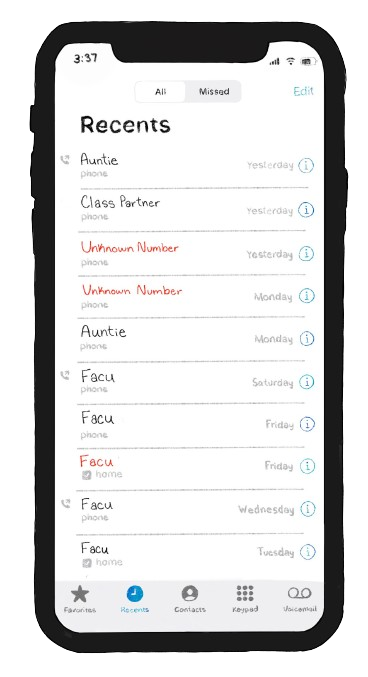 3:37
All Missed Edit
Recents
Auntie
phone
Yesterday
Class Partner
phone
Yesterday
Unknown Number
phone
Yesterday
Unknown Number
phone
Monday
Auntie
phone
Monday
Facu
phone
Saturday
Facu
phone
Friday
Facu
home
Friday
Facu
phone
Wednesday
Facu
home
Tuesday
Favorites Recents Contacts Keypad Voicemail